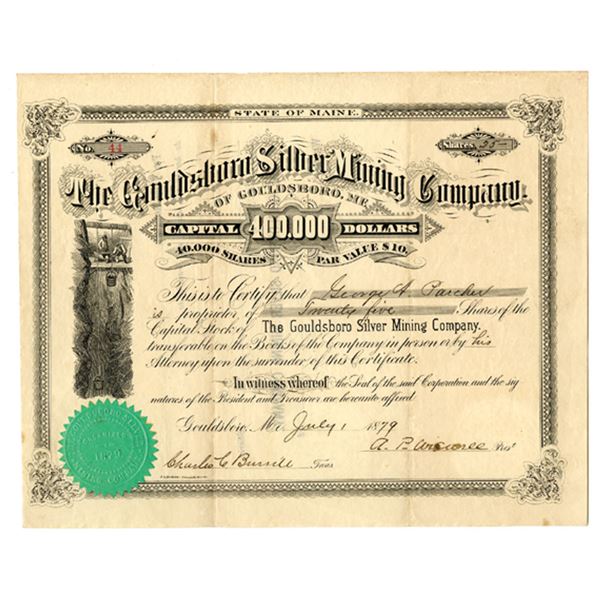 STATE OF MAINE.
No. 44
Shares 25
The Gouldsboro Silver Mining Company.
OF GOULDSBORO, ME.
CAPITAL 400.000 DOLLARS
40.000 SHARES PAR VALUE $10.
This is to Certify, that George A. Parcher
is proprietor of Twenty five Shares of the
Capital Stock of The Gouldsboro Silver Mining Company.
transferable on the Books of the Company in person or by his
Attorney upon the surrender of this Certificate.
In witness whereof the Seal of the said Corporation and the sig
natures of the President and Treasurer are hereunto affixed
Gouldsboro, Me. July 1 1879
Pres't
Charles C Burrill Treas
1879